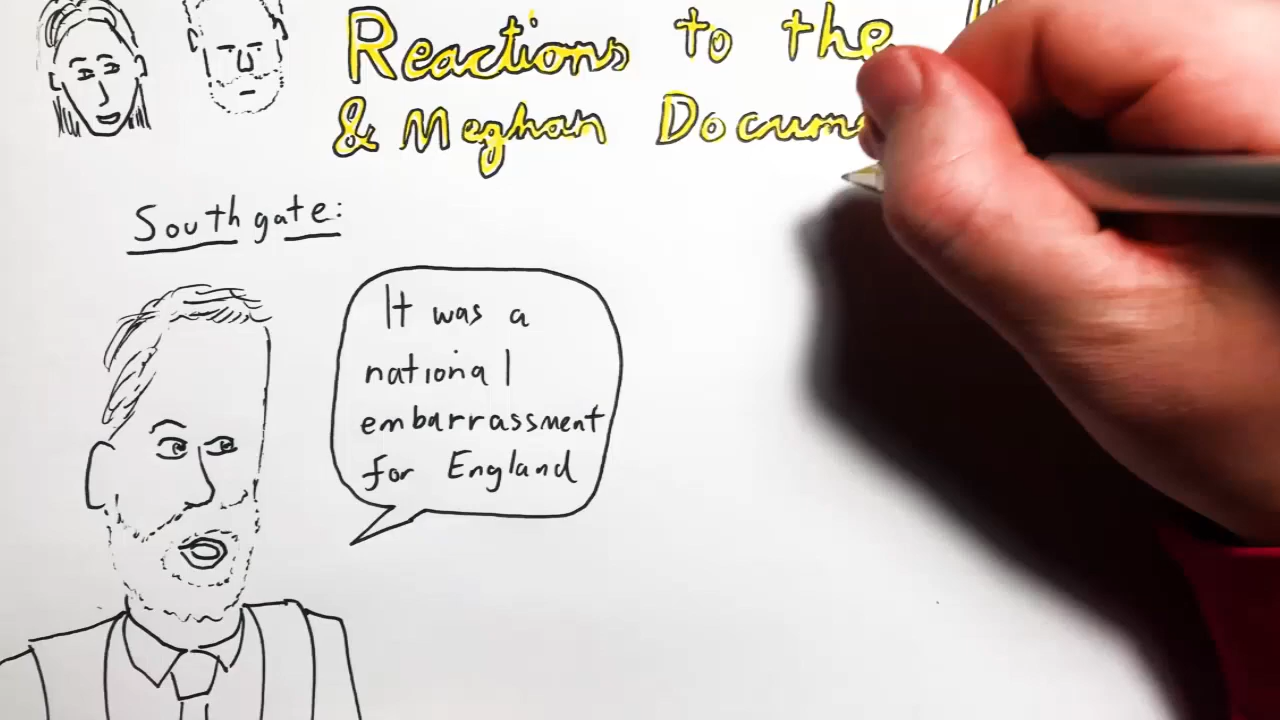 Reactions to the
& Meghan
Southgate:
It was a
national
embarrassment
for England